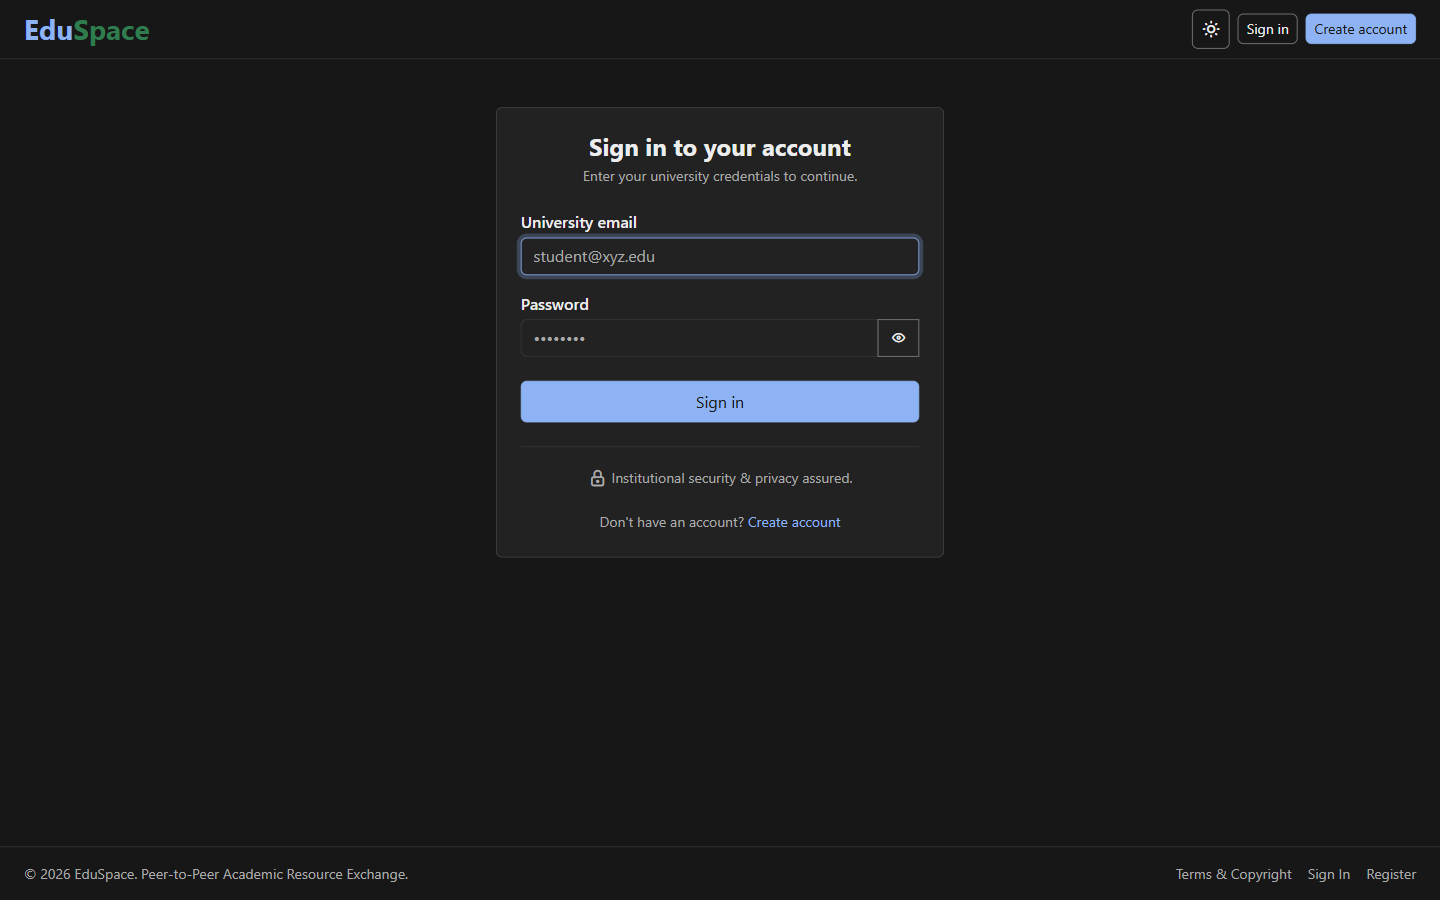 EduSpace
Sign in
Create account
Sign in to your account
Enter your university credentials to continue.
University email
student@xyz.edu
Password
••••••••
Sign in
Institutional security & privacy assured.
Don't have an account? Create account
© 2026 EduSpace. Peer-to-Peer Academic Resource Exchange.
Terms & Copyright
Sign In
Register